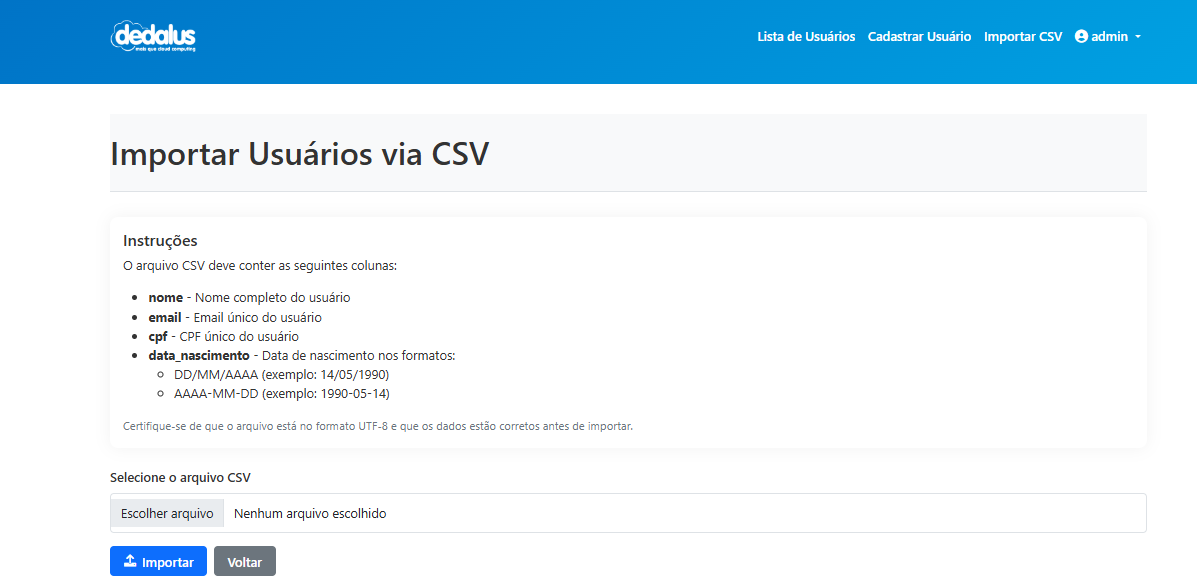 dedalus
mais que cloud computing
Lista de Usuários
Cadastrar Usuário
Importar CSV
admin
Importar Usuários via CSV
Instruções
O arquivo CSV deve conter as seguintes colunas:
nome - Nome completo do usuário
email - Email único do usuário
cpf - CPF único do usuário
data_nascimento - Data de nascimento nos formatos:
DD/MM/AAAA (exemplo: 14/05/1990)
AAAA-MM-DD (exemplo: 1990-05-14)
Certifique-se de que o arquivo está no formato UTF-8 e que os dados estão corretos antes de importar.
Selecione o arquivo CSV
Escolher arquivo
Nenhum arquivo escolhido
Importar
Voltar